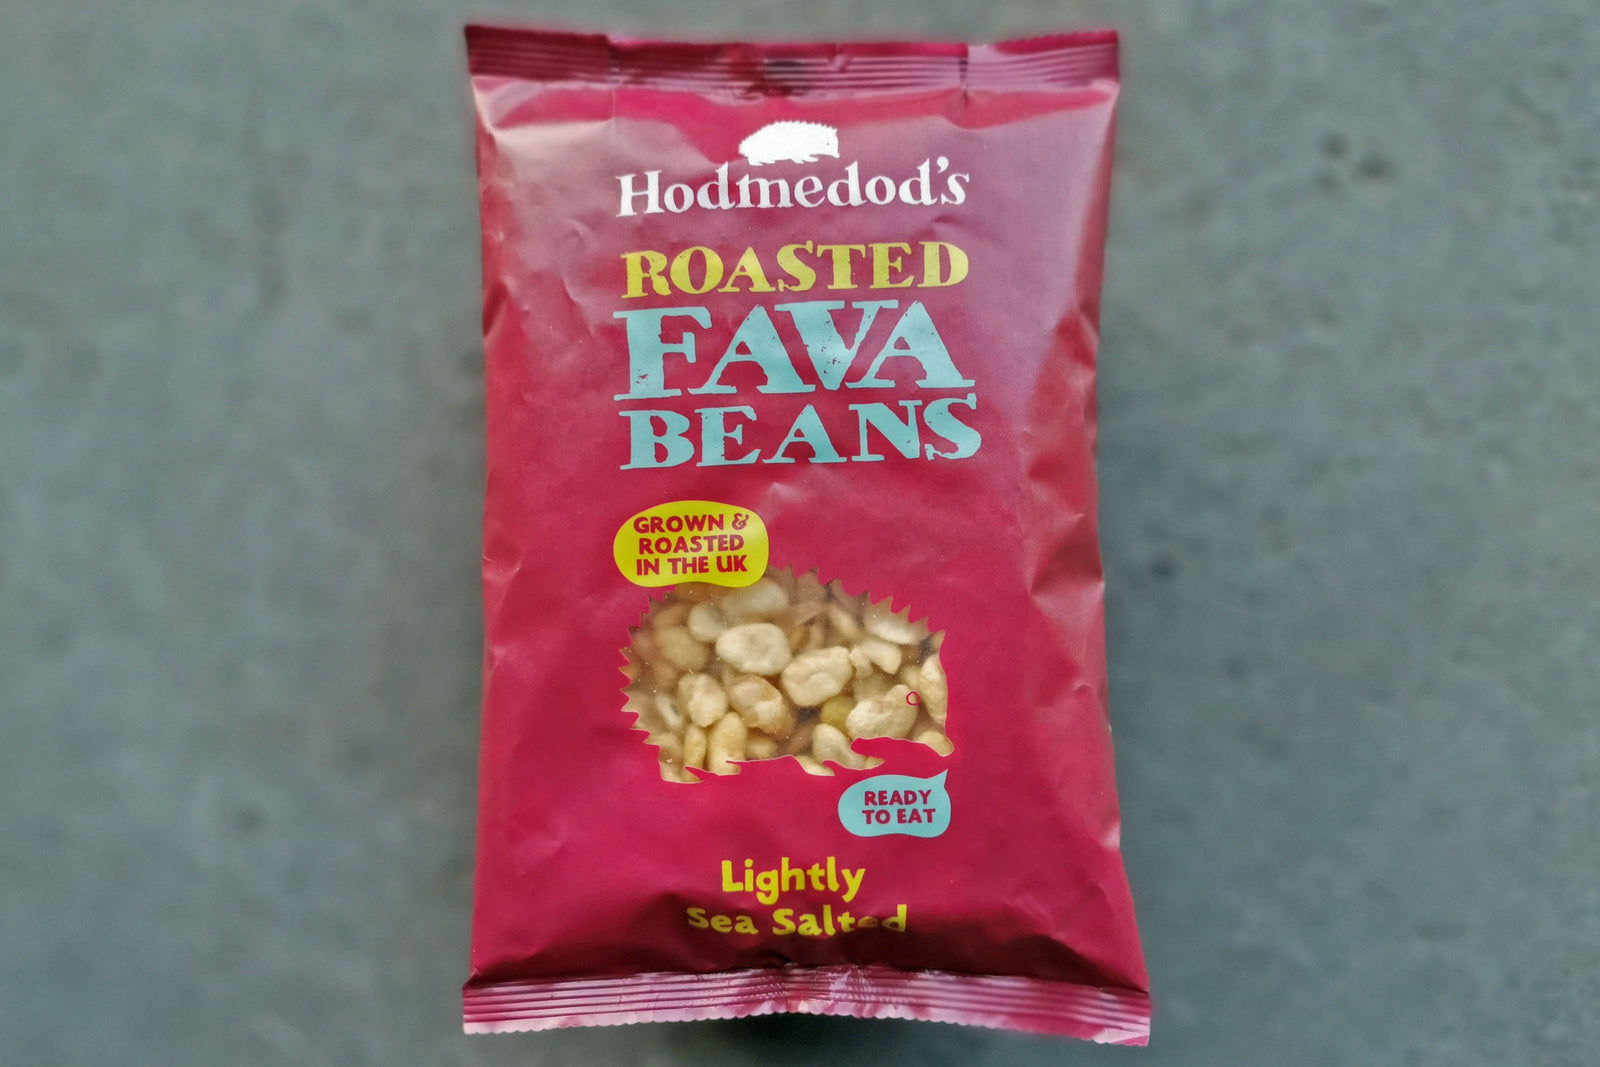 Hodmedod's
ROASTED
FAVA
BEANS
GROWN &
ROASTED
IN THE UK
READY
TO EAT
Lightly
Sea Salted